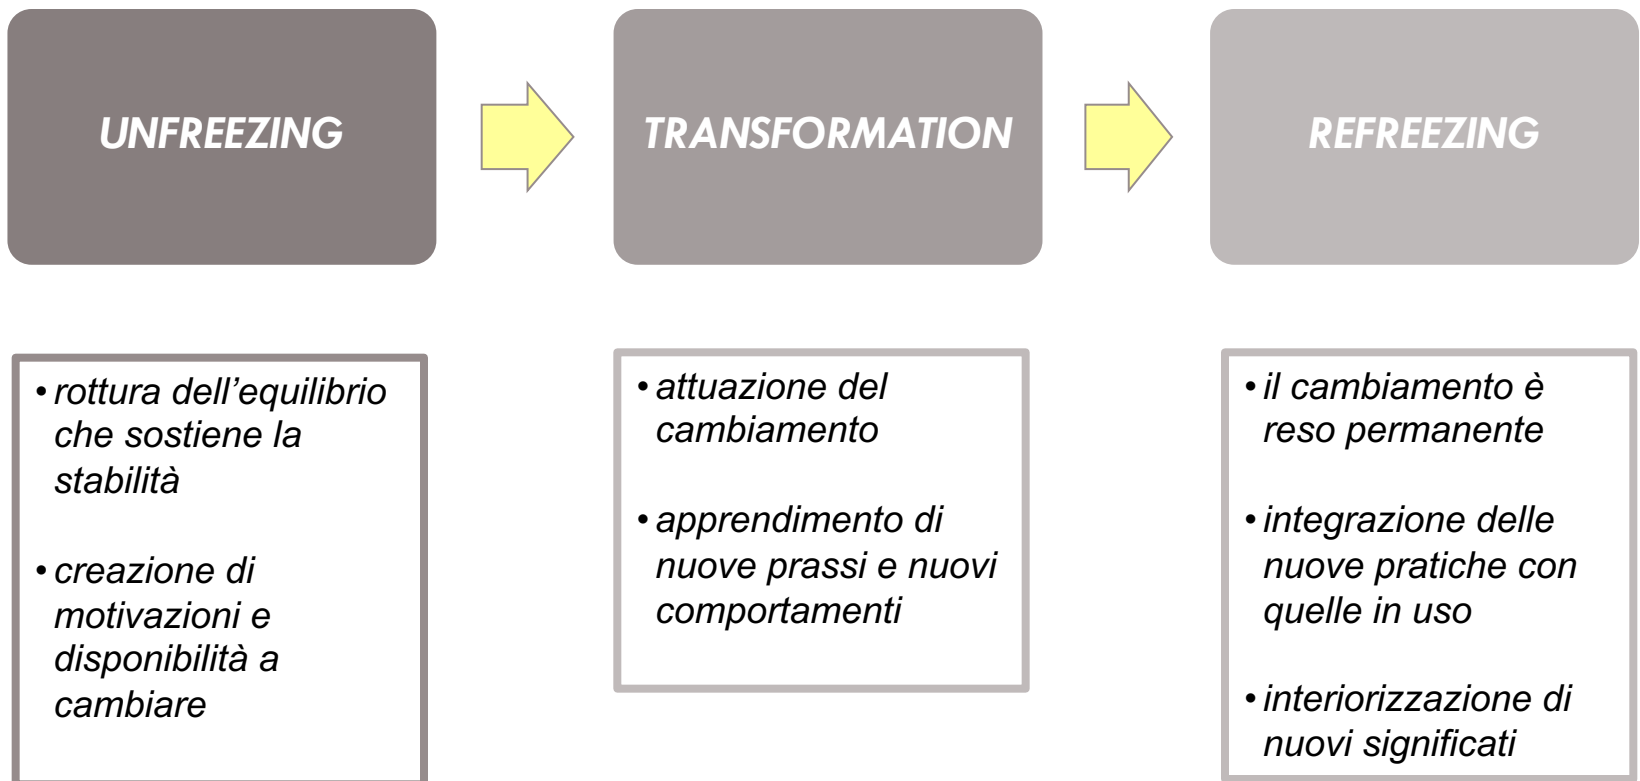 UNFREEZING
TRANSFORMATION
REFREEZING
• rottura dell’equilibrio
che sostiene la
stabilità
• creazione di
motivazioni e
disponibilità a
cambiare
• attuazione del
cambiamento
• apprendimento di
nuove prassi e nuovi
comportamenti
• il cambiamento è
reso permanente
• integrazione delle
nuove pratiche con
quelle in uso
• interiorizzazione di
nuovi significati